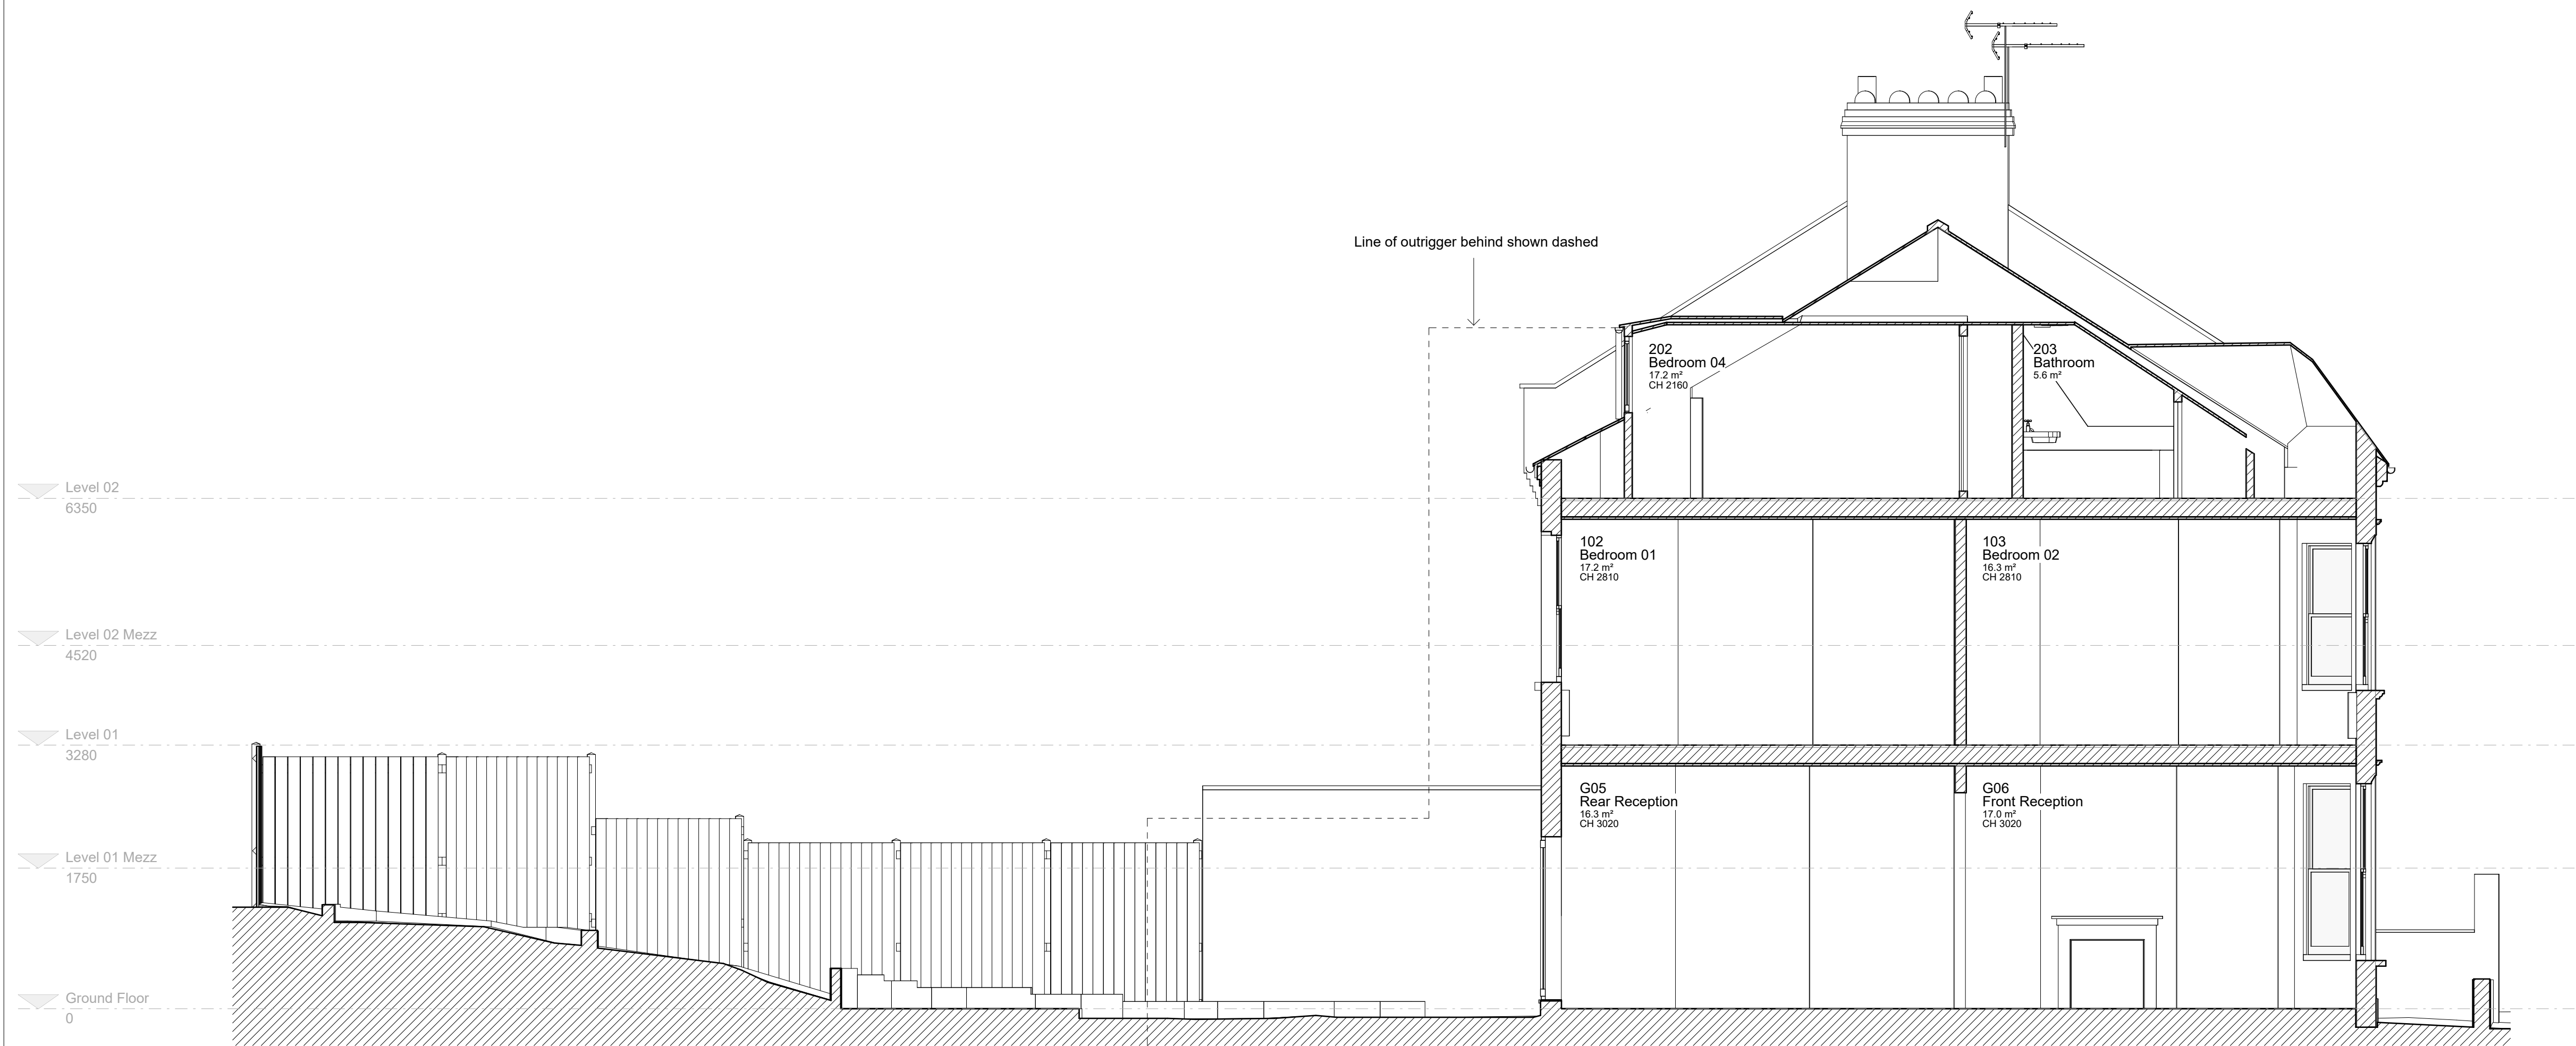 Line of outrigger behind shown dashed
202
Bedroom 04
17.2 m²
CH 2160
203
Bathroom
5.6 m²
Level 02
6350
102
Bedroom 01
17.2 m²
CH 2810
103
Bedroom 02
16.3 m²
CH 2810
Level 02 Mezz
4520
Level 01
3280
G05
Rear Reception
16.3 m²
CH 3020
G06
Front Reception
17.0 m²
CH 3020
Level 01 Mezz
1750
Ground Floor
0